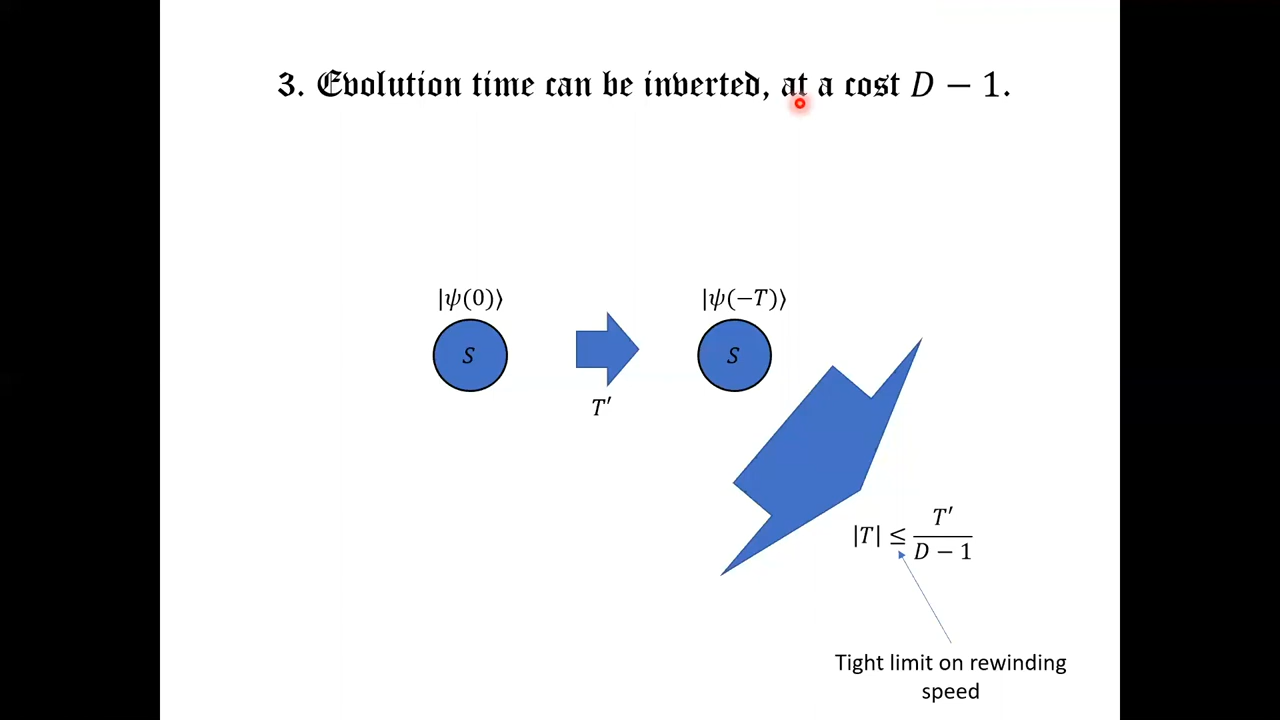 3. Evolution time can be inverted, at a cost D − 1.
|ψ(0)⟩
|ψ(−T)⟩
S
S
T′
|T| ≤ T′/(D − 1)
Tight limit on rewinding
speed